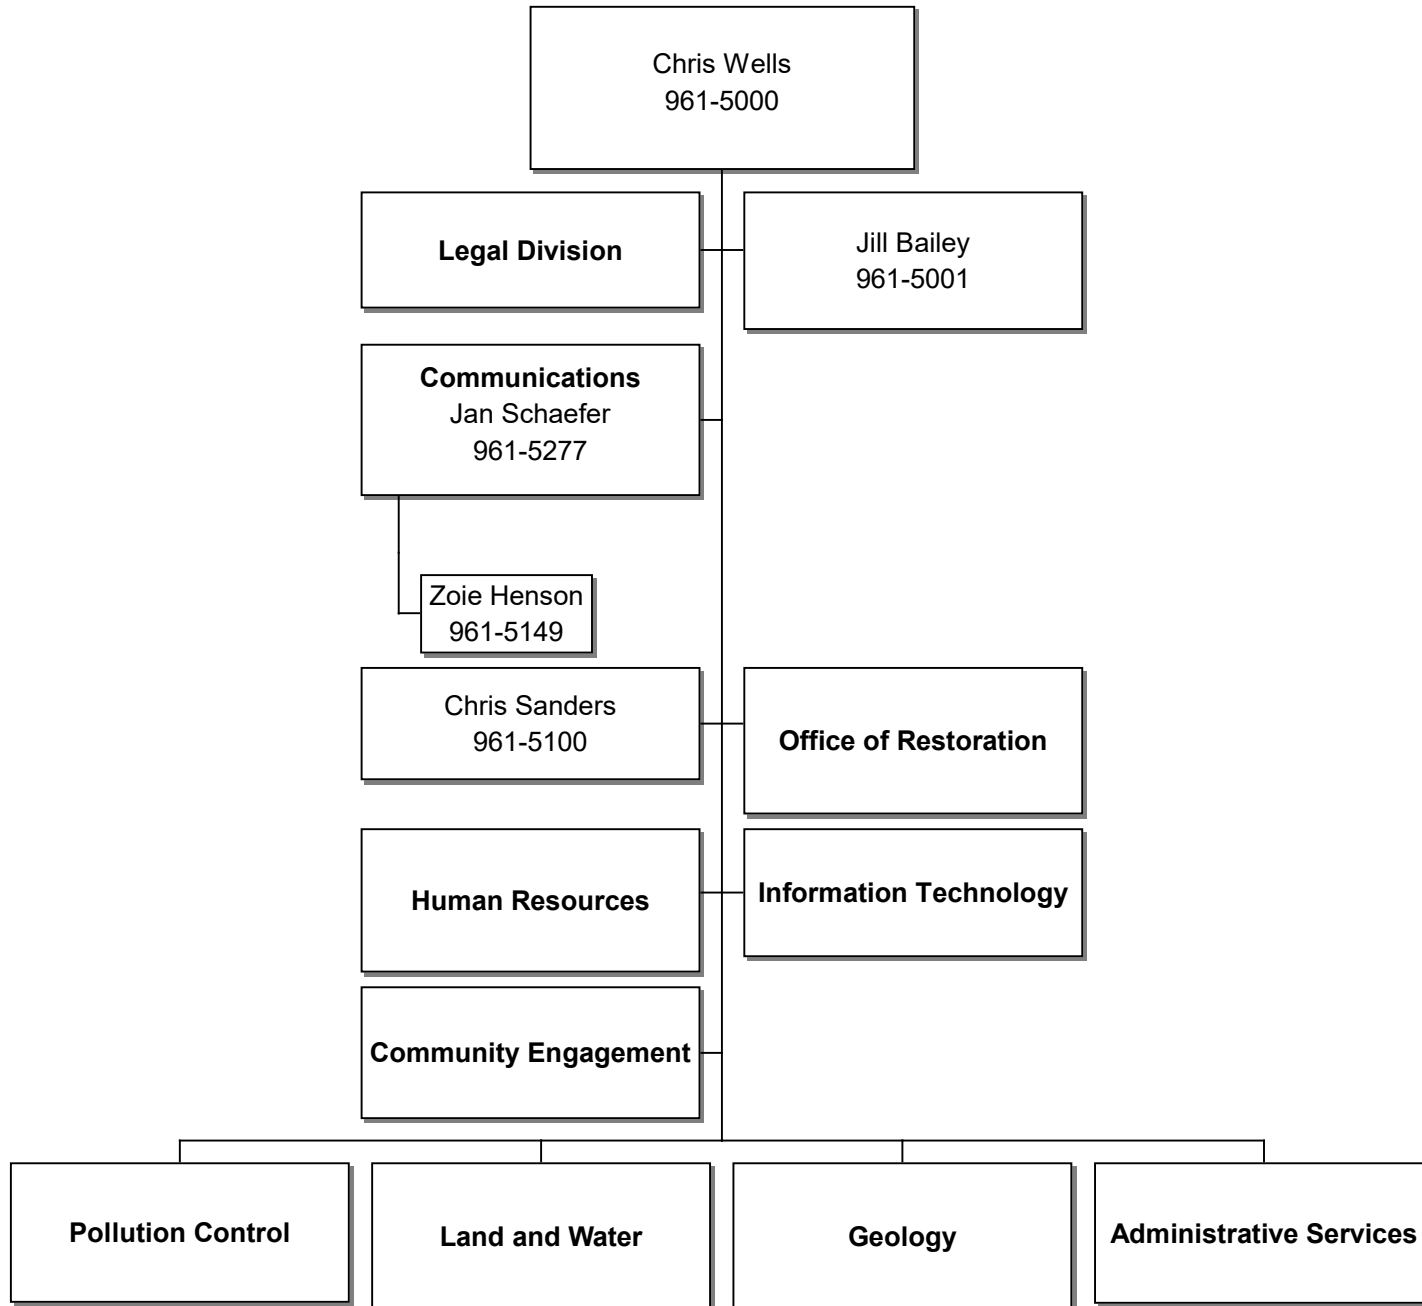 Chris Wells
961-5000
Legal Division
Jill Bailey
961-5001
Communications
Jan Schaefer
961-5277
Zoie Henson
961-5149
Chris Sanders
961-5100
Office of Restoration
Human Resources
Information Technology
Community Engagement
Pollution Control
Land and Water
Geology
Administrative Services